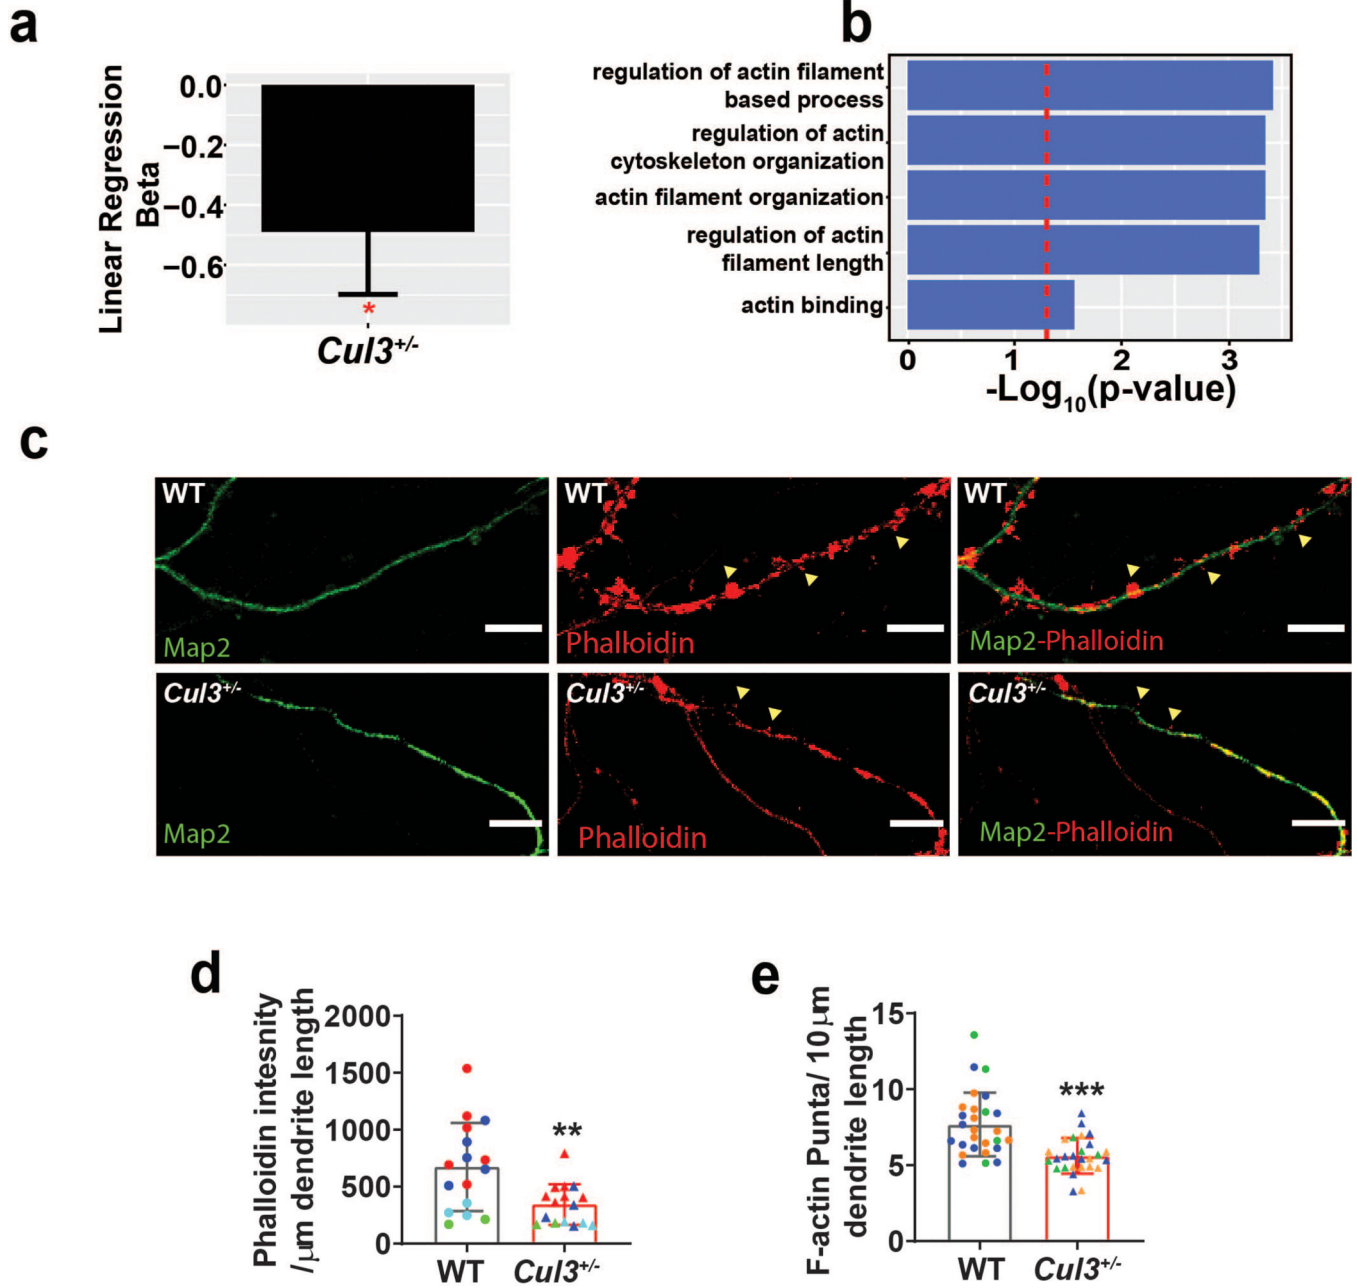 a
Linear Regression
Beta
0.0
−0.2
−0.4
−0.6
*
Cul3+/-
b
regulation of actin filament
based process
regulation of actin
cytoskeleton organization
actin filament organization
regulation of actin
filament length
actin binding
0 1 2 3
-Log10(p-value)
c
WT
Map2
WT
Phalloidin
WT
Map2-Phalloidin
Cul3+/-
Map2
Cul3+/-
Phalloidin
Cul3+/-
Map2-Phalloidin
d
Phalloidin intesnity
/μm dendrite length
2000
1500
1000
500
0
**
WT Cul3+/-
e
F-actin Punta/ 10μm
dendrite length
15
10
5
0
***
WT Cul3+/-